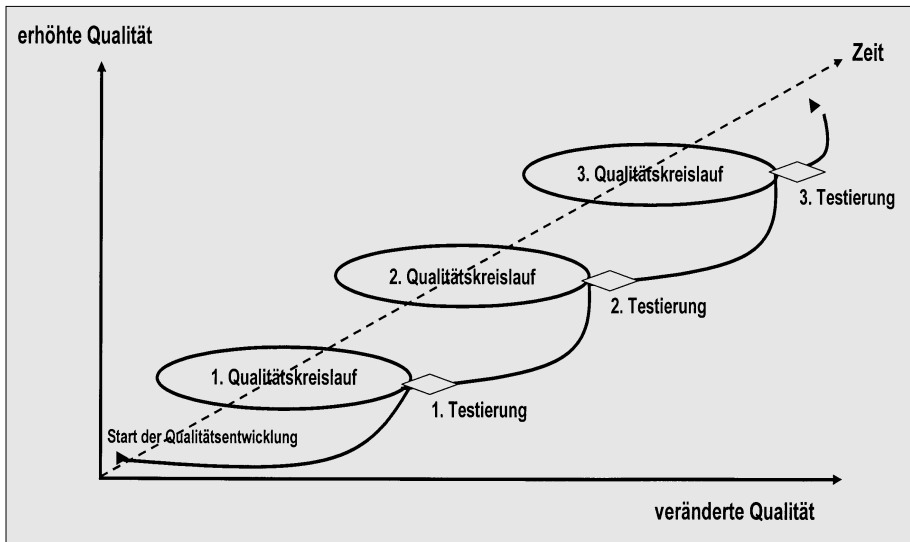 erhöhte Qualität
Zeit
3. Qualitätskreislauf
3. Testierung
2. Qualitätskreislauf
2. Testierung
1. Qualitätskreislauf
1. Testierung
Start der Qualitätsentwicklung
veränderte Qualität